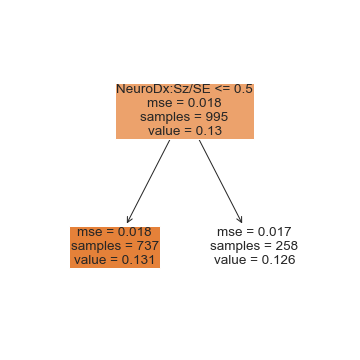 NeuroDx:Sz/SE <= 0.5
mse = 0.018
samples = 995
value = 0.13
mse = 0.018
samples = 737
value = 0.131
mse = 0.017
samples = 258
value = 0.126